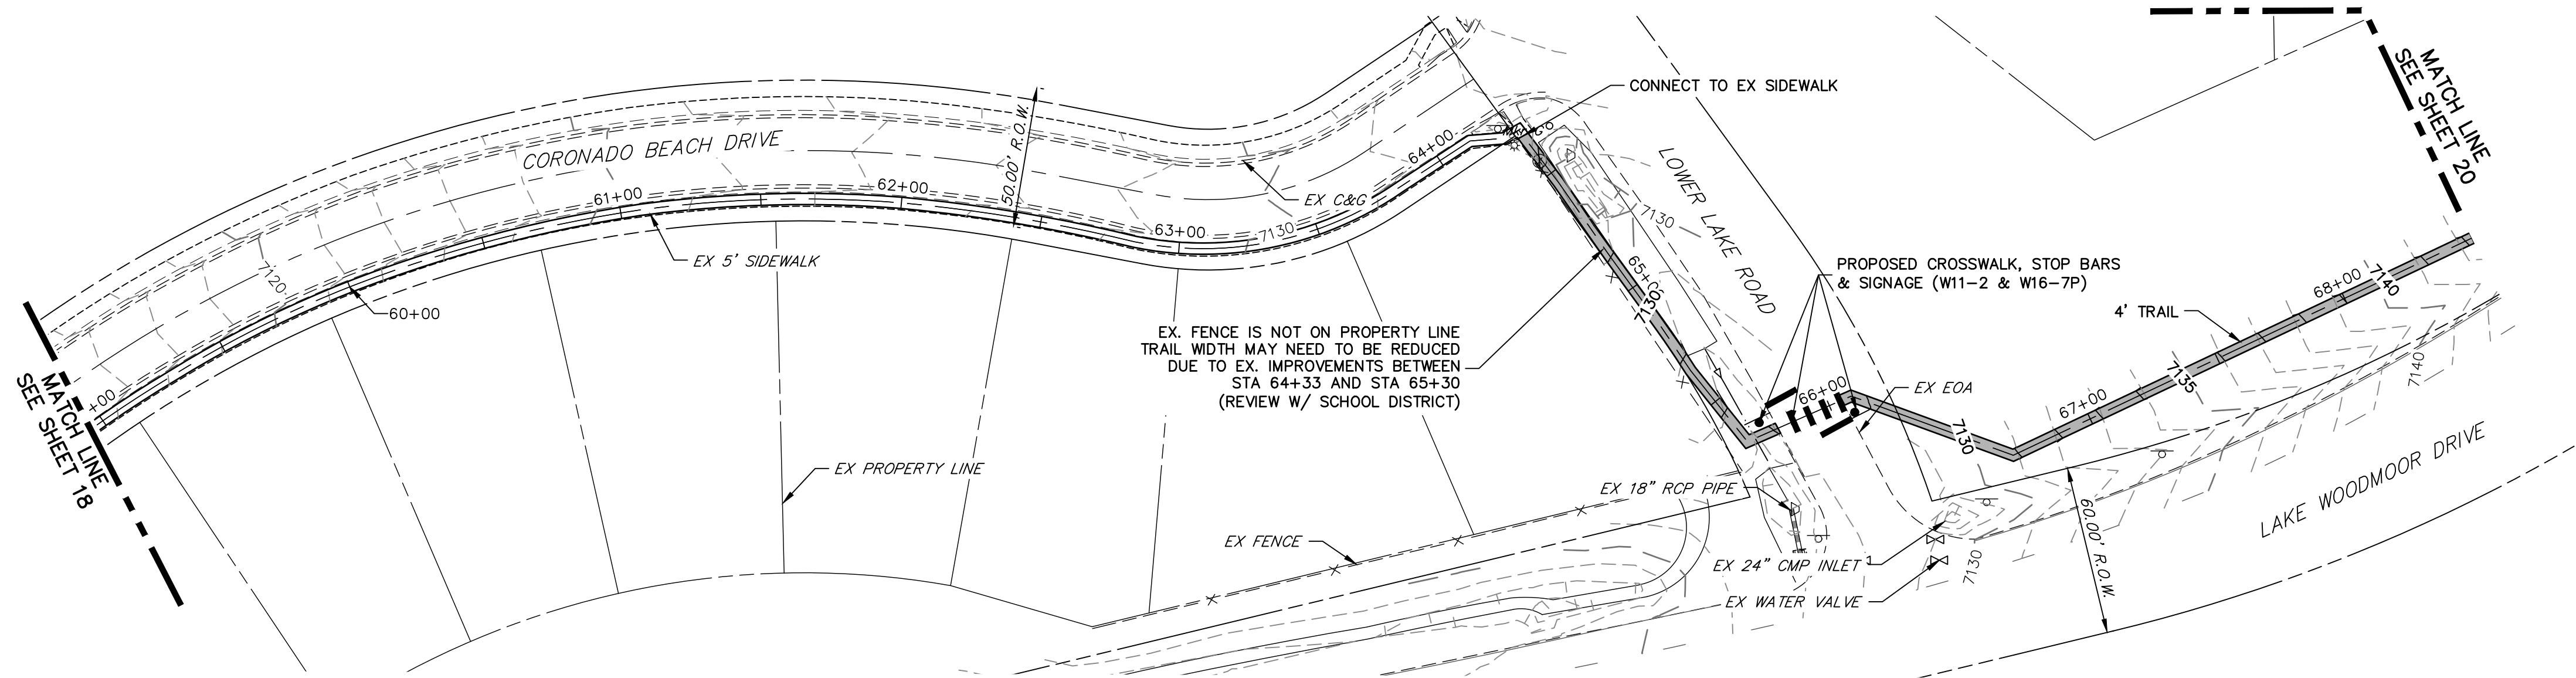 CORONADO BEACH DRIVE
50.00' R.O.W.
EX C&G
CONNECT TO EX SIDEWALK
LOWER LAKE ROAD
MATCH LINE
SEE SHEET 20
61+00
62+00
63+00
7130
64+00
7130
7120
EX 5' SIDEWALK
60+00
65+00
7130
PROPOSED CROSSWALK, STOP BARS
& SIGNAGE (W11-2 & W16-7P)
68+00
7140
4' TRAIL
EX. FENCE IS NOT ON PROPERTY LINE
TRAIL WIDTH MAY NEED TO BE REDUCED
DUE TO EX. IMPROVEMENTS BETWEEN
STA 64+33 AND STA 65+30
(REVIEW W/ SCHOOL DISTRICT)
66+00
EX EOA
67+00
7135
7140
7130
+00
MATCH LINE
SEE SHEET 18
EX PROPERTY LINE
EX 18" RCP PIPE
EX FENCE
EX 24" CMP INLET
EX WATER VALVE
7130
60.00' R.O.W.
LAKE WOODMOOR DRIVE